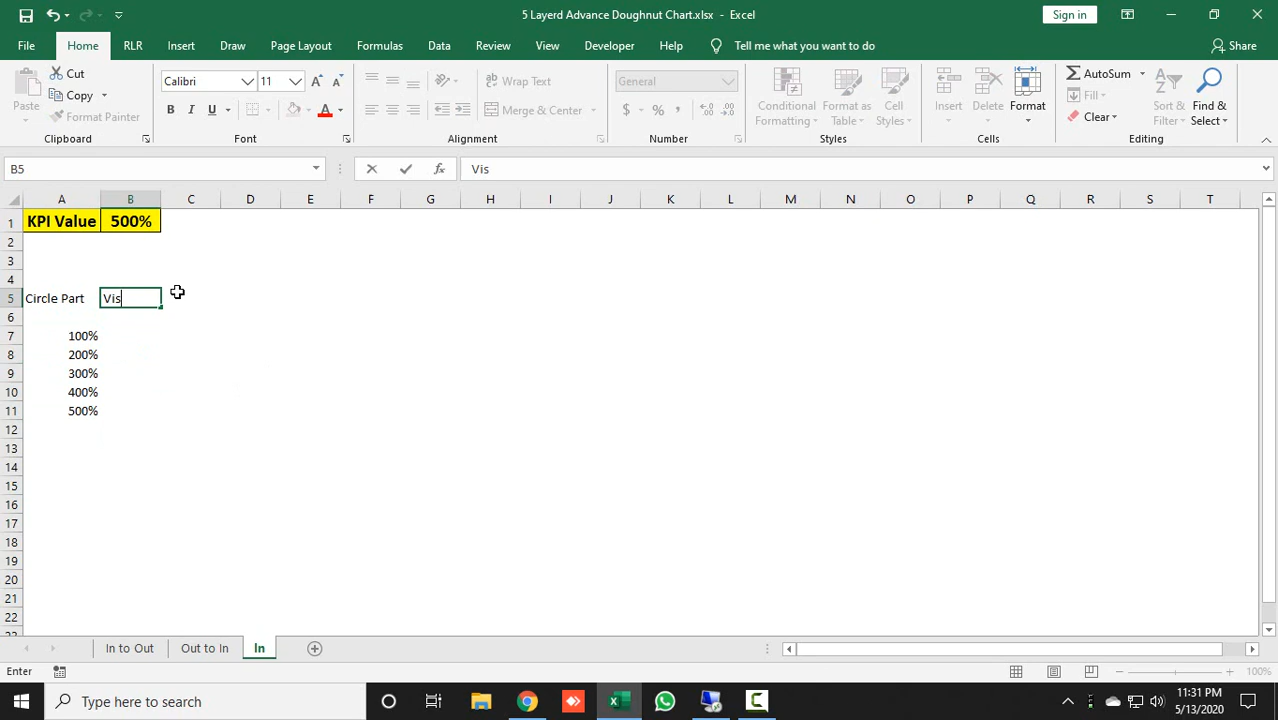 5 Layerd Advance Doughnut Chart.xlsx - Excel
Sign in
File Home Insert RLR Draw Page Layout Formulas Data Review View Developer Help Tell me what you want to do Share
Paste
Cut
Copy
Format Painter
Clipboard
Calibri 11
B I U
Font
Wrap Text
Merge & Center
Alignment
General
$ % ,
Number
Conditional Formatting
Format as Table
Cell Styles
Styles
Insert
Delete
Format
Cells
AutoSum
Fill
Clear
Sort & Filter
Find & Select
Editing
B5 fx Vis
A B C D E F G H I J K L M N O P Q R S T
1 KPI Value 500%
2
3
4
5 Circle Part Vis
6
7 100%
8 200%
9 300%
10 400%
11 500%
12
13
14
15
16
17
18
19
20
21
22
In to Out Out to In In
Enter 100%
Type here to search
11:31 PM
5/13/2020